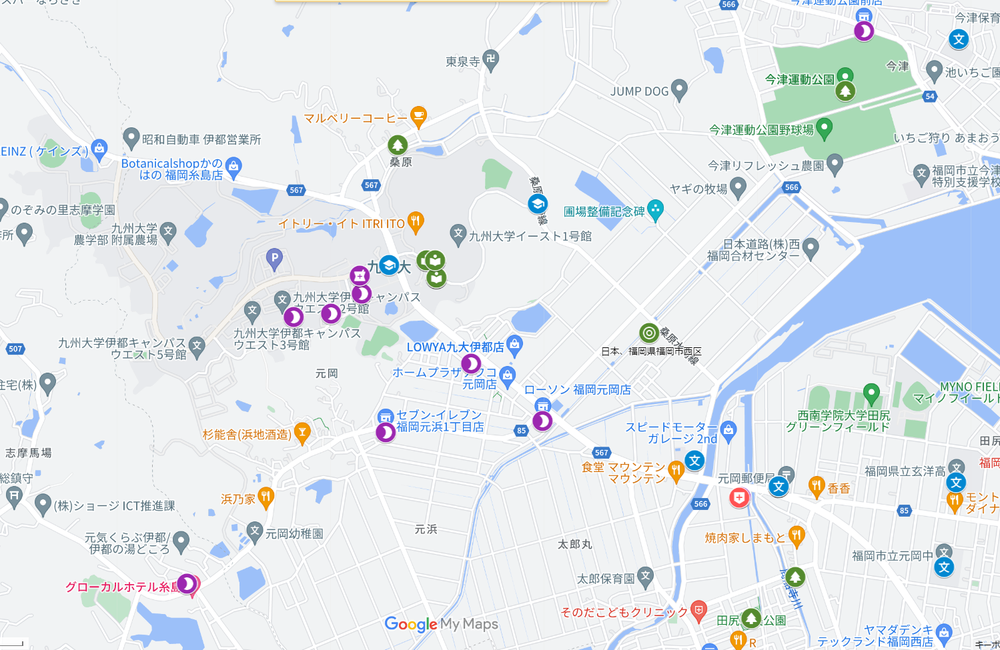 566
今津運動公園前店
今津保育
東泉寺
今津
池いちご園
今津運動公園
JUMP DOG
54
マルベリーコーヒー
今津運動公園野球場
昭和自動車 伊都営業所
いちご狩り あまおう
EINZ ( ケインズ )
Botanicalshopかの
はの 福岡糸島店
桑原
今津リフレッシュ農園
福岡市立今津
特別支援学校
567
567
566
ヤギの牧場
のぞみの里志摩学園
圃場整備記念碑
イトリー・イト ITRI ITO
九州大学
農学部 附属農場
九州大学イースト1号館
日本道路(株)西
福岡合材センター
P
九
大
九州大学伊
キャンパス
2号館
九州大学伊都キャンパス
ウエスト3号館
九州大学伊都キャンパス
ウエスト5号館
507
LOWYA九大伊都店
日本、福岡県福岡市西区
元岡
元岡店
住宅(株)
ローソン 福岡元岡店
MYNO FIEL
マイノフィールド
セブン-イレブン
福岡元浜1丁目店
西南学院大学田尻
グリーンフィールド
85
スピードモーター
ガレージ 2nd
杉能舎(浜地酒造)
志摩馬場
567
田尻
食堂 マウンテン
マウンテン
元岡郵便局
福岡県立玄洋高
福岡
総鎮守
浜乃家
香香
モント
ダイナ
(株)ショージ ICT推進課
566
85
元浜
元岡幼稚園
焼肉家しまもと
元気くらぶ伊都/
伊都の湯どころ
太郎丸
福岡市立元岡中
太郎保育園
グローカルホテル糸島
そのだこどもクリニック
田尻
公園
Google My Maps
ヤマダデンキ
テックランド福岡西店
R